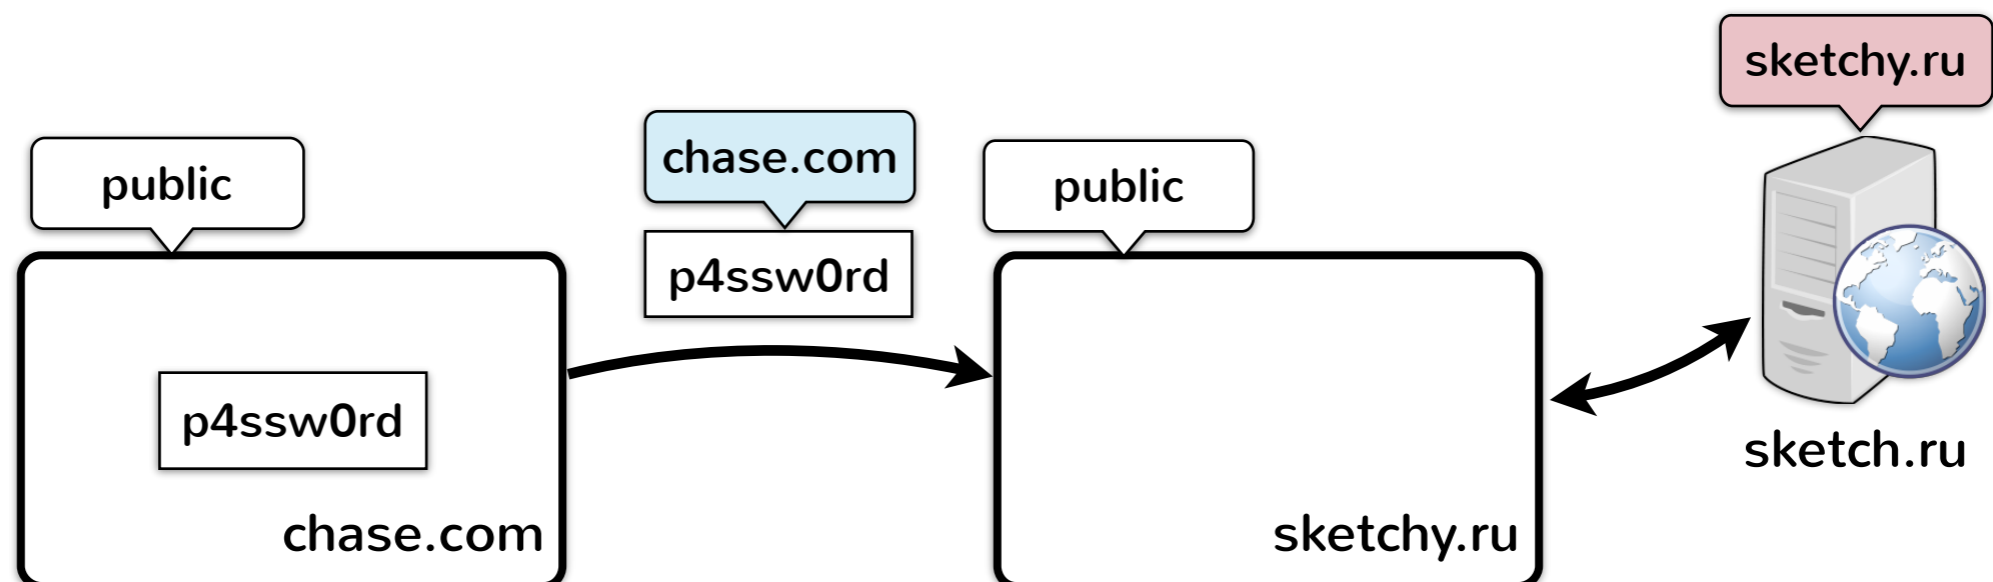 public
p4ssw0rd
chase.com
chase.com
p4ssw0rd
public
sketchy.ru
sketchy.ru
sketch.ru